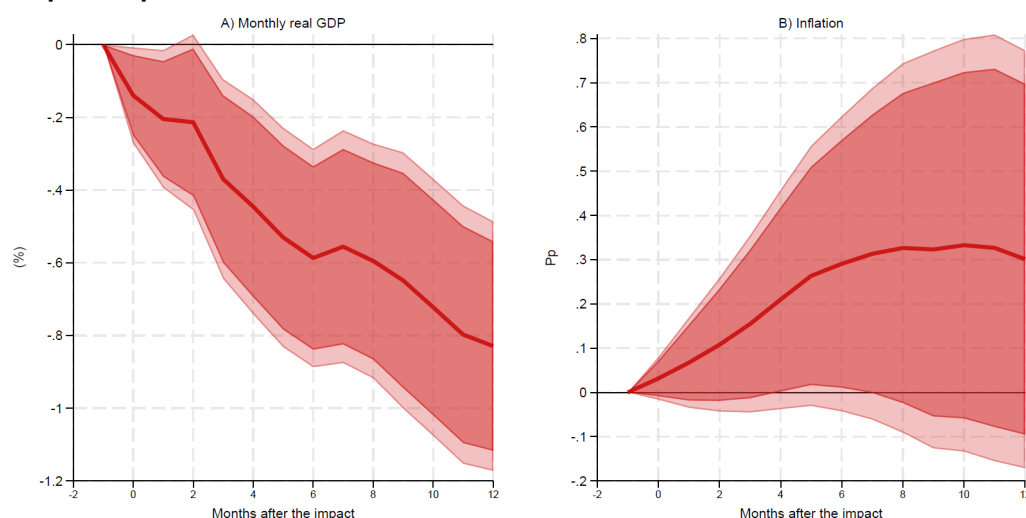 A) Monthly real GDP
0
-.2
-.4
-.6
-.8
-1
-1.2
(%)
-2 0 2 4 6 8 10 12
Months after the impact
B) Inflation
.8
.7
.6
.5
.4
.3
.2
.1
0
-.1
-.2
Pp
-2 0 2 4 6 8 10 12
Months after the impact